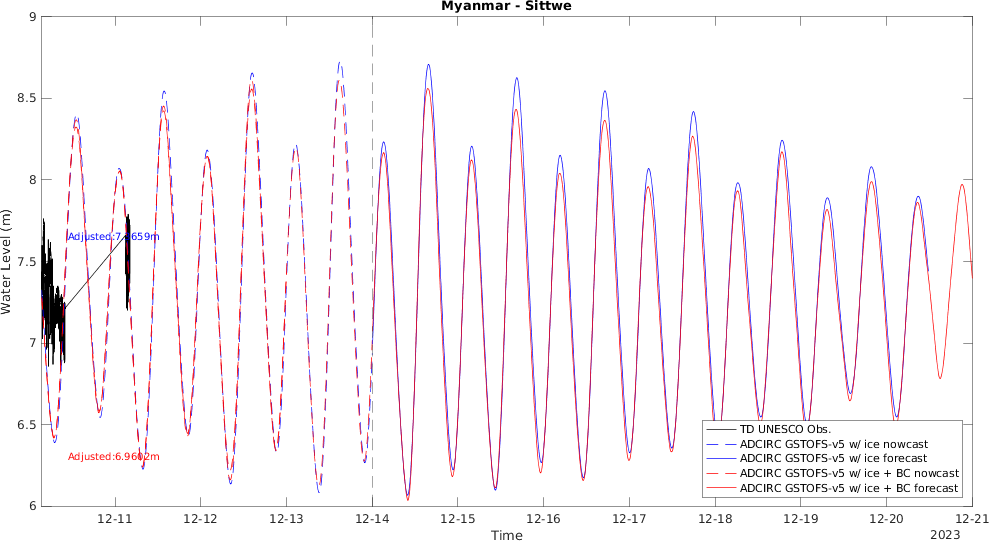 Myanmar - Sittwe
Water Level (m)
9
8.5
8
7.5
7
6.5
6
Adjusted:6.9602m
TD UNESCO Obs.
ADCIRC GSTOFS-v5 w/ ice nowcast
ADCIRC GSTOFS-v5 w/ ice forecast
ADCIRC GSTOFS-v5 w/ ice + BC nowcast
ADCIRC GSTOFS-v5 w/ ice + BC forecast
12-11 12-12 12-13 12-14 12-15 12-16 12-17 12-18 12-19 12-20 12-21
Time
2023